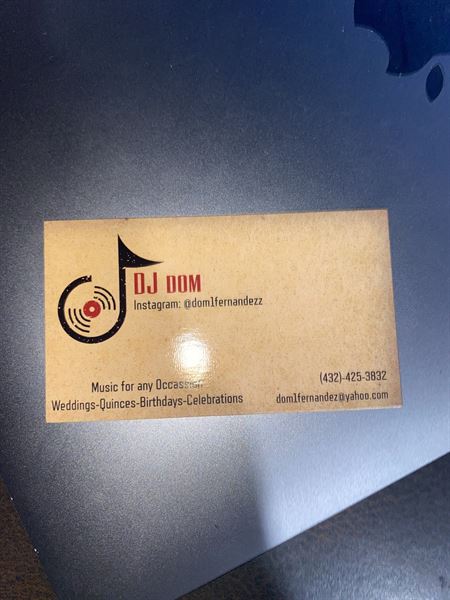 DJ DOM
Instagram: @dom1fernandezz
Music for any Occassion
Weddings-Quinces-Birthdays-Celebrations
(432)-425-3832
dom1fernandez@yahoo.com